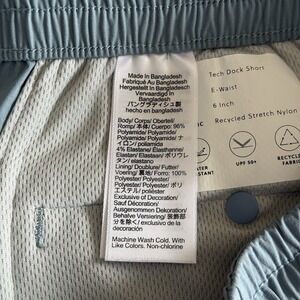 Made In Bangladesh
Fabriqué Au Bangladesh
Hergestellt In Bangladesch
Vervaardigd In
Bangladesh
バングラディシュ製
hecho en bangladesh
Body/ Corps/ Oberteil/
Romp/ 本体/ Cuerpo: 96%
Polyamide/ Polyamide/
Polyamid/ Polyamide/ ナ
イロン/ poliamida
4% Elastane/ Élasthanne/
Elastan/ Elastaan/ ポリウレ
タン/ elastano
Lining/ Doublure/ Futter/
Voering/ 裏地/ Forro: 100%
Polyester/ Polyester/
Polyester/ Polyester/ ポリ
エステル/ poliéster
Exclusive of Decoration/
Sauf Décoration/
Ausgenommen Dekoration/
Behalve Versiering/ 装飾部
分を除く/ exclusivo de
decoración
Machine Wash Cold, With
Like Colors. Non-chlorine
Tech Dock Short
E-Waist
6 Inch
Recycled Stretch Nylon
UPF 50+